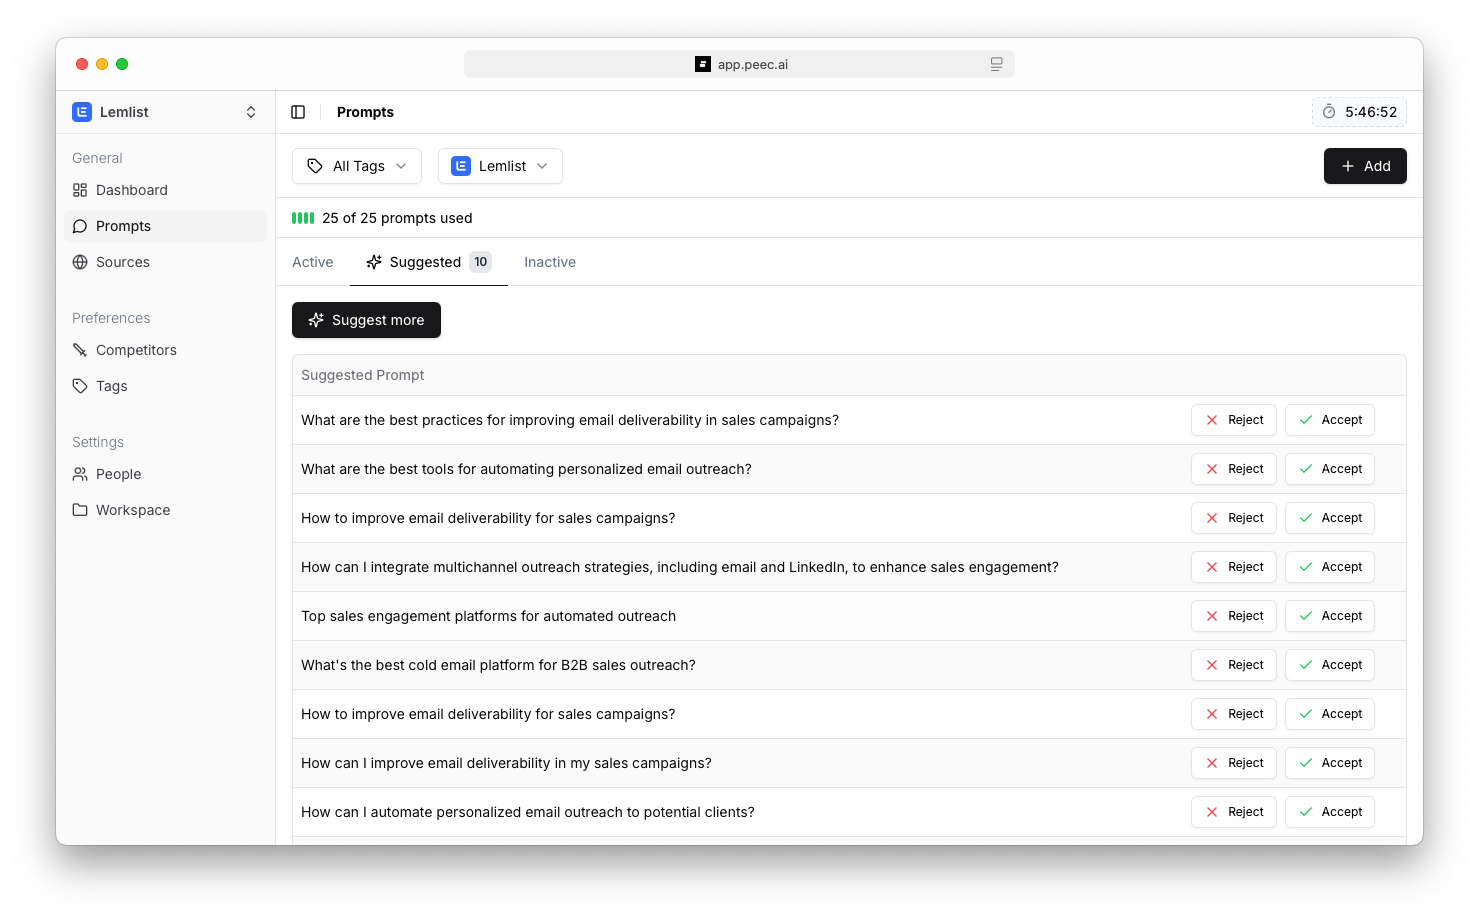 app.peec.ai
Lemlist
Prompts
5:46:52
General
Dashboard
Prompts
Sources
Preferences
Competitors
Tags
Settings
People
Workspace
All Tags
Lemlist
Add
25 of 25 prompts used
Active
Suggested 10
Inactive
Suggest more
Suggested Prompt
What are the best practices for improving email deliverability in sales campaigns? Reject Accept
What are the best tools for automating personalized email outreach? Reject Accept
How to improve email deliverability for sales campaigns? Reject Accept
How can I integrate multichannel outreach strategies, including email and LinkedIn, to enhance sales engagement? Reject Accept
Top sales engagement platforms for automated outreach Reject Accept
What's the best cold email platform for B2B sales outreach? Reject Accept
How to improve email deliverability for sales campaigns? Reject Accept
How can I improve email deliverability in my sales campaigns? Reject Accept
How can I automate personalized email outreach to potential clients? Reject Accept